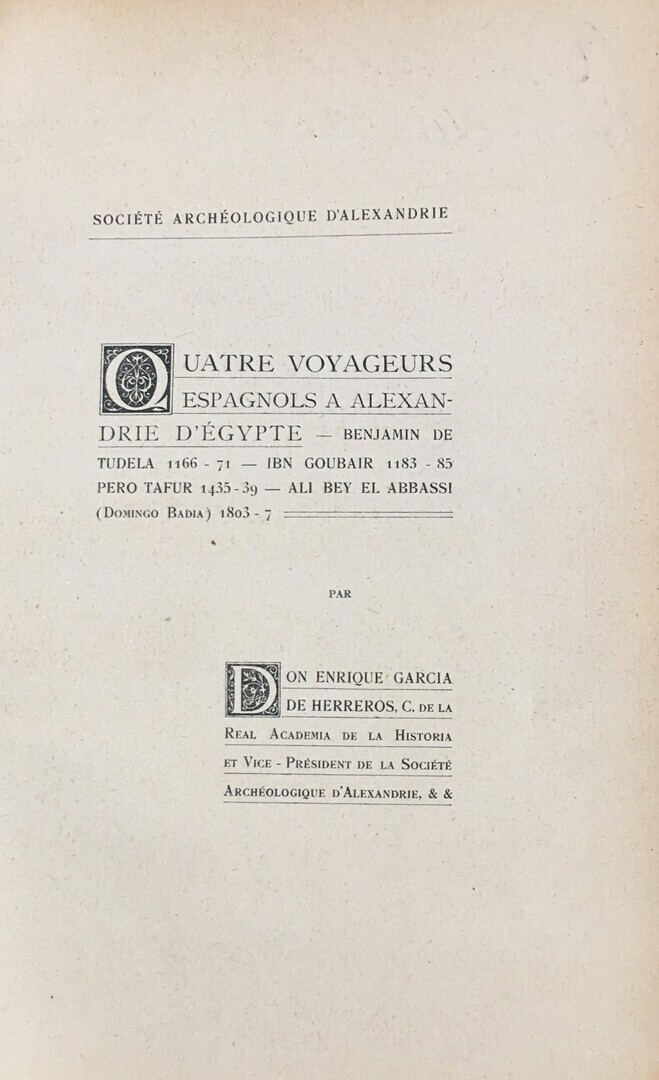 SOCIÉTÉ ARCHÉOLOGIQUE D'ALEXANDRIE
QUATRE VOYAGEURS
ESPAGNOLS A ALEXAN-
DRIE D'ÉGYPTE — BENJAMIN DE
TUDELA 1166 - 71 — IBN GOUBAIR 1183 - 85
PERO TAFUR 1435-39 — ALI BEY EL ABBASSI
(DOMINGO BADIA) 1803 - 7
PAR
DON ENRIQUE GARCIA
DE HERREROS, C. DE LA
REAL ACADEMIA DE LA HISTORIA
ET VICE - PRÉSIDENT DE LA SOCIÉTÉ
ARCHÉOLOGIQUE D'ALEXANDRIE, & &